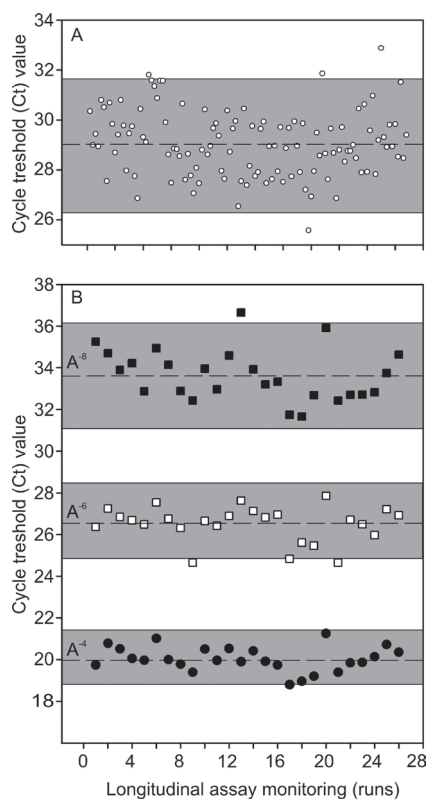 A
Cycle treshold (Ct) value
34
32
30
28
26
B
Cycle treshold (Ct) value
38
36
34
32
30
28
26
24
22
20
18
A-8
A-6
A-4
0 4 8 12 16 20 24 28
Longitudinal assay monitoring (runs)